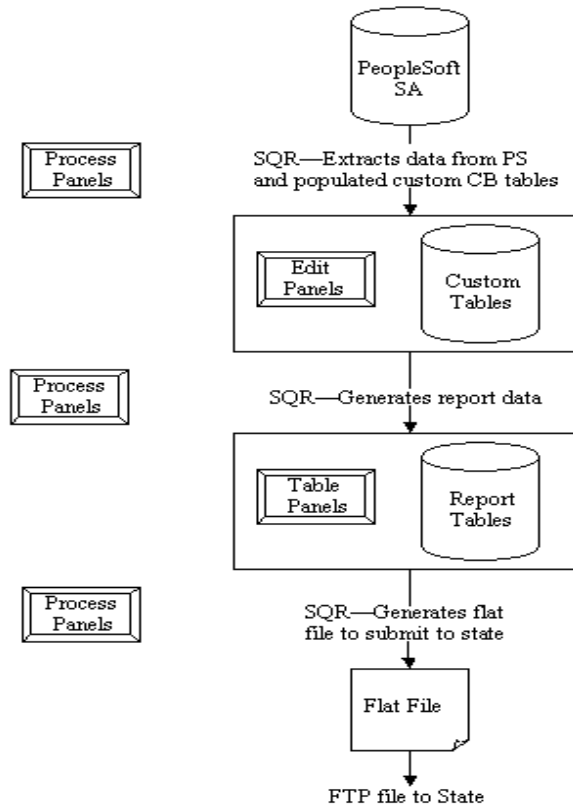 PeopleSoft
SA
Process
Panels
SQR—Extracts data from PS
and populated custom CB tables
Edit
Panels
Custom
Tables
Process
Panels
SQR—Generates report data
Table
Panels
Report
Tables
Process
Panels
SQR—Generates flat
file to submit to state
Flat File
FTP file to State